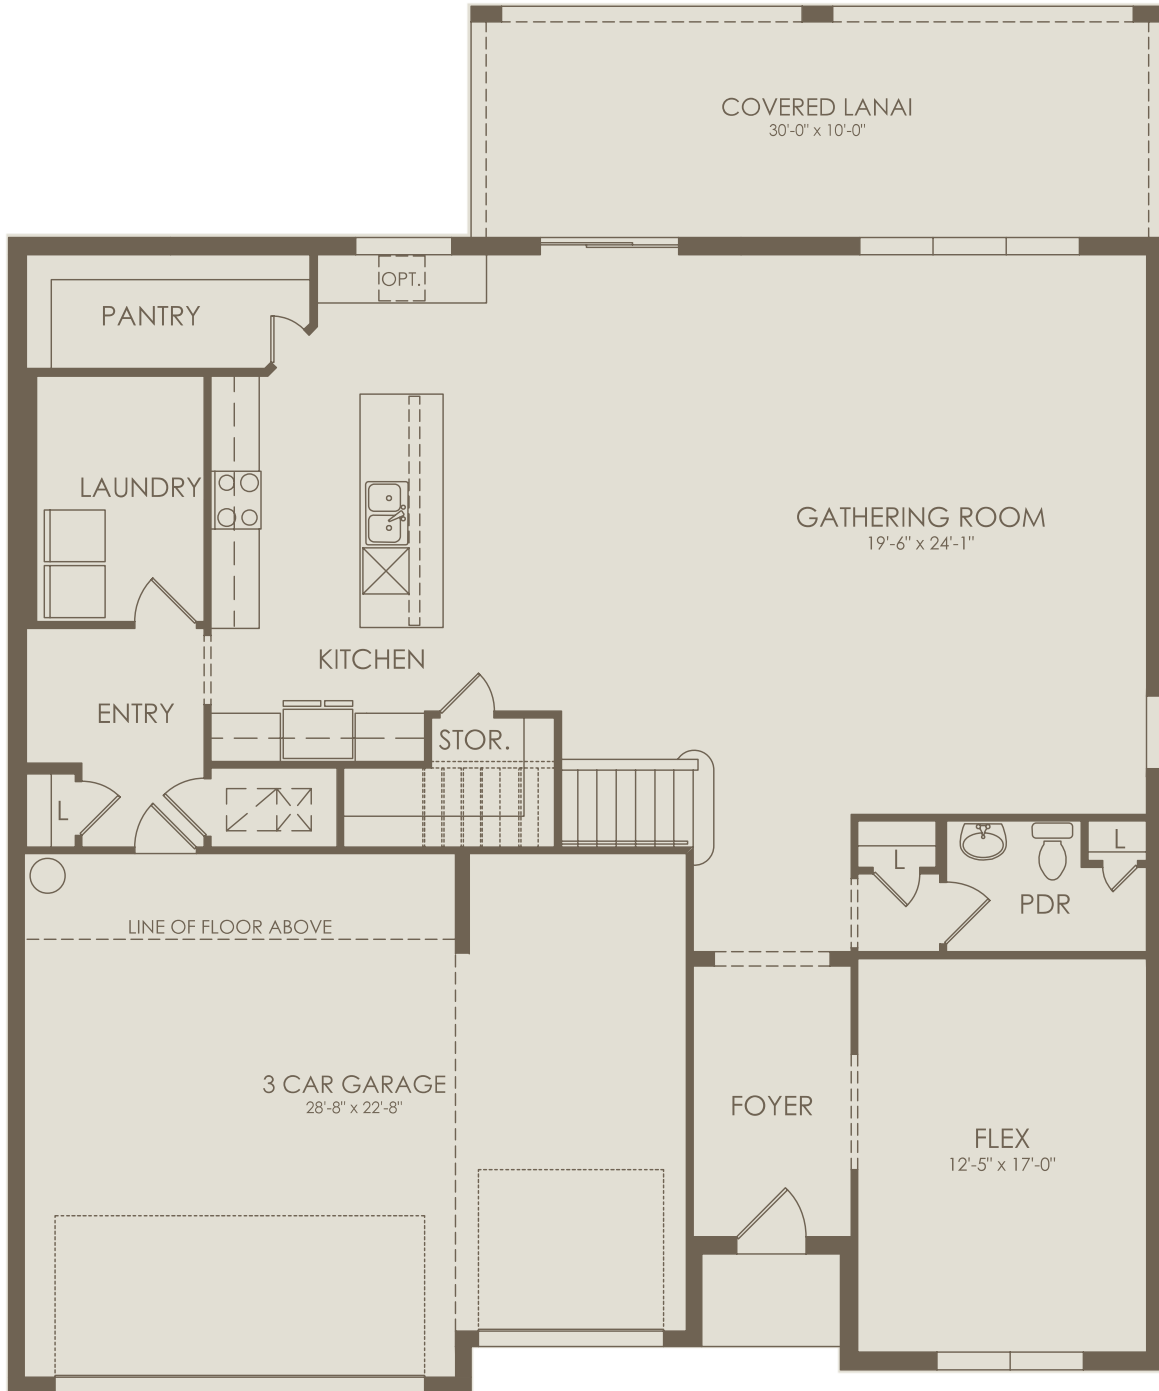 COVERED LANAI
30'-0" x 10'-0"
OPT.
PANTRY
LAUNDRY
GATHERING ROOM
19'-6" x 24'-1"
KITCHEN
ENTRY
STOR.
L
L
L
PDR
LINE OF FLOOR ABOVE
3 CAR GARAGE
28'-8" x 22'-8"
FOYER
FLEX
12'-5" x 17'-0"